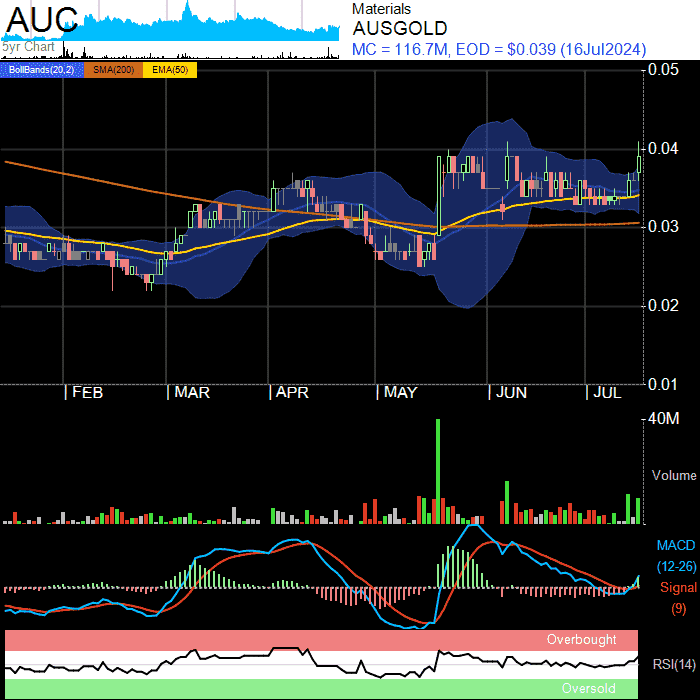 AUC
5yr Chart
Materials
AUSGOLD
MC = 116.7M, EOD = $0.039 (16Jul2024)
BollBands(20,2) SMA(200) EMA(50)
0.05
0.04
0.03
0.02
0.01
| FEB | MAR | APR | MAY | JUN | JUL
40M
Volume
MACD
(12-26)
Signal
(9)
Overbought
RSI(14)
Oversold